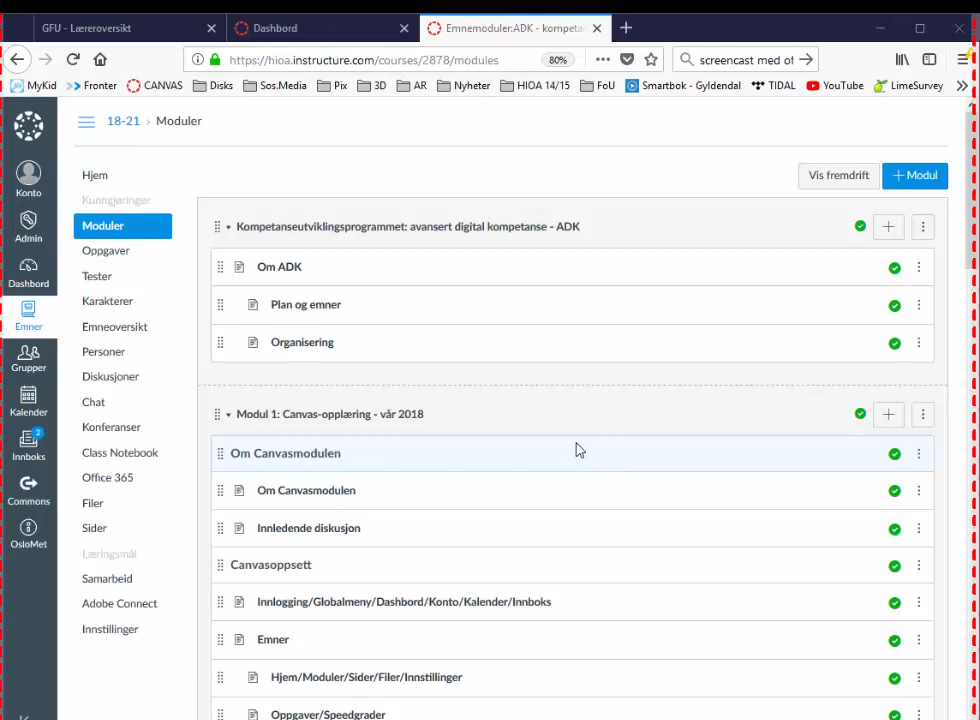 GFU - Læreroversikt
Dashbord
Emnemoduler:ADK - kompeta
https://hioa.instructure.com/courses/2878/modules
80%
screencast med of
MyKid
Fronter
CANVAS
Disks
Sos.Media
Pix
3D
AR
Nyheter
HIOA 14/15
FoU
Smartbok - Gyldendal
TIDAL
YouTube
LimeSurvey
18-21 › Moduler
Konto
Admin
Dashbord
Emner
Grupper
Kalender
2
Innboks
Commons
OsloMet
Hjem
Kunngjøringer
Moduler
Oppgaver
Tester
Karakterer
Emneoversikt
Personer
Diskusjoner
Chat
Konferanser
Class Notebook
Office 365
Filer
Sider
Læringsmål
Samarbeid
Adobe Connect
Innstillinger
Vis fremdrift
+ Modul
Kompetanseutviklingsprogrammet: avansert digital kompetanse - ADK
Om ADK
Plan og emner
Organisering
Modul 1: Canvas-opplæring - vår 2018
Om Canvasmodulen
Om Canvasmodulen
Innledende diskusjon
Canvasoppsett
Innlogging/Globalmeny/Dashbord/Konto/Kalender/Innboks
Emner
Hjem/Moduler/Sider/Filer/Innstillinger
Oppgaver/Speedgrader